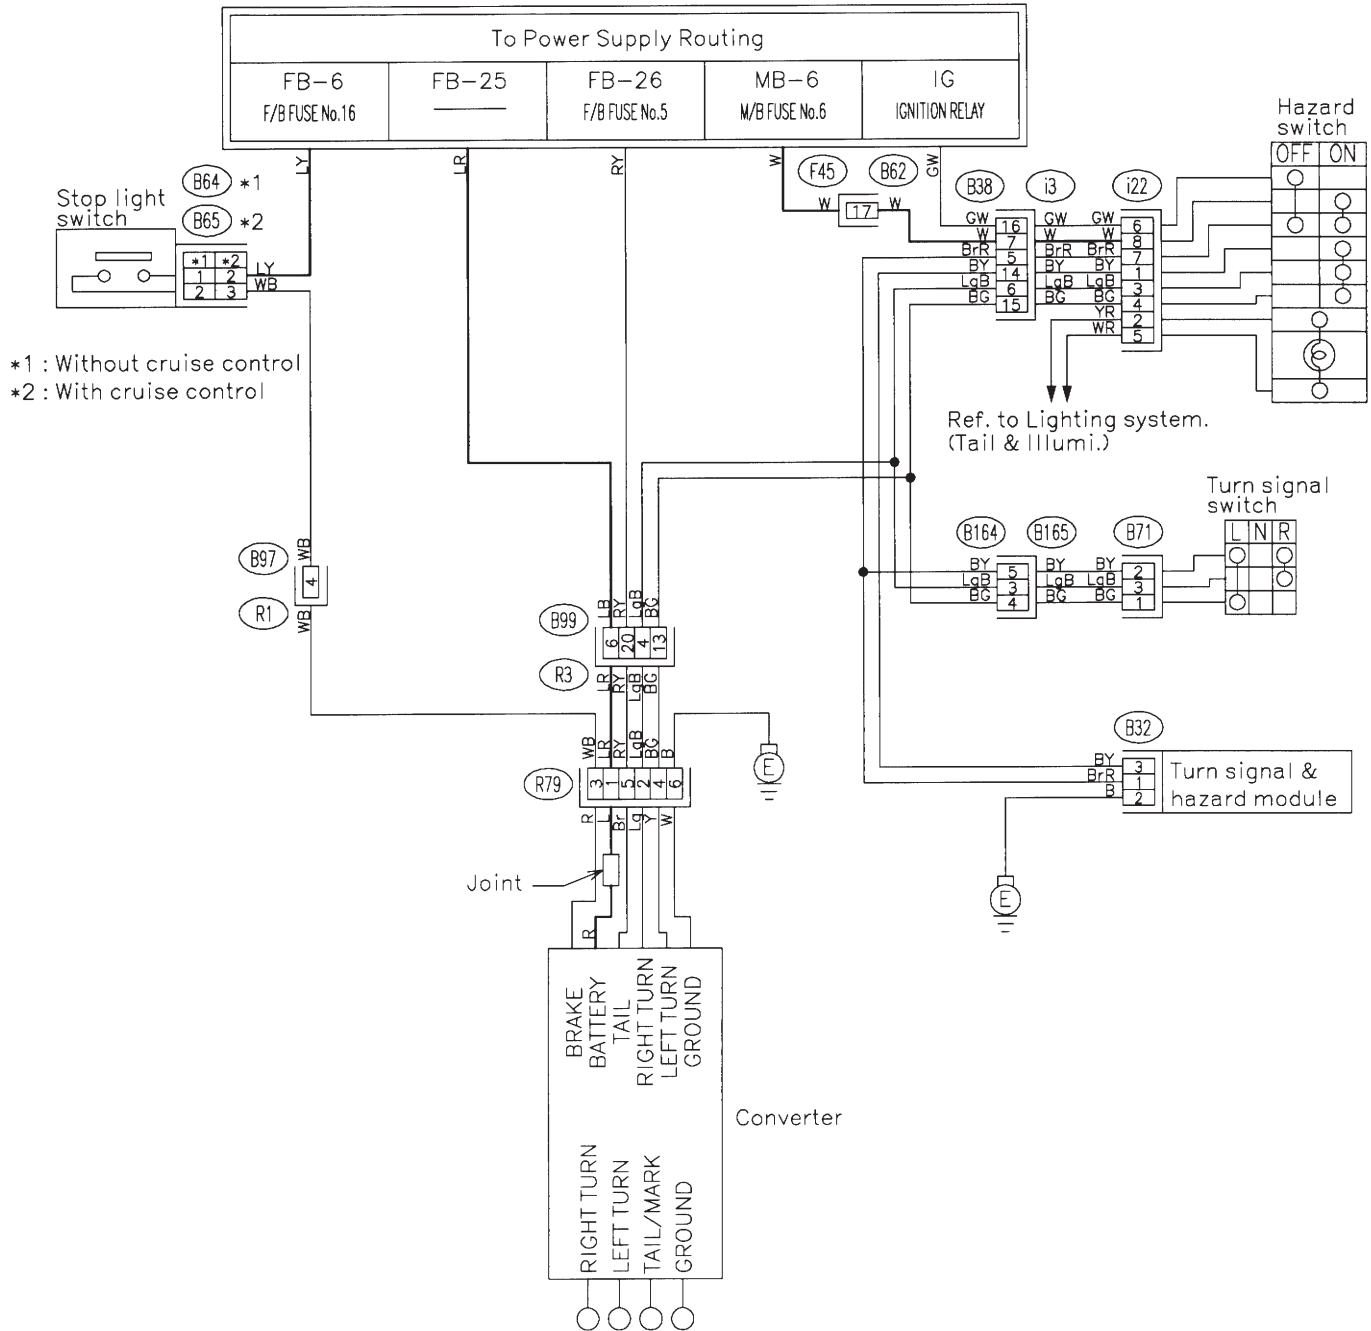 To Power Supply Routing
FB-6 FB-25 FB-26 MB-6 IG
F/B FUSE No.16 F/B FUSE No.5 M/B FUSE No.6 IGNITION RELAY
LY LR RY W GW
Hazard
switch
OFF ON
F45 B62
W 17 W
B38 i3 i22
GW 16 GW GW 6
W 7 W W 8
BrR 5 BrR BrR 7
BY 14 BY BY 1
LgB 6 LgB LgB 3
BG 15 BG BG 4
YR 2
WR 5
Stop light
switch
B64 *1
B65 *2
*1 *2
1 2 LY
2 3 WB
*1 : Without cruise control
*2 : With cruise control
Ref. to Lighting system.
(Tail & Illumi.)
Turn signal
switch
L N R
B164 B165 B71
BY 5 BY BY 2
LgB 3 LgB LgB 3
BG 4 BG BG 1
B97
WB
4
R1
WB
B99
LB RY LgB BG
6 20 4 13
R3
LR RY LgB BG
E
WB LR RY LgB BG B
R79
3 1 5 2 4 6
R L Br Lg Y W
B32
BY 3
BrR 1
B 2
Turn signal &
hazard module
E
Joint
R
BRAKE
BATTERY
TAIL
RIGHT TURN
LEFT TURN
GROUND
Converter
RIGHT TURN
LEFT TURN
TAIL/MARK
GROUND